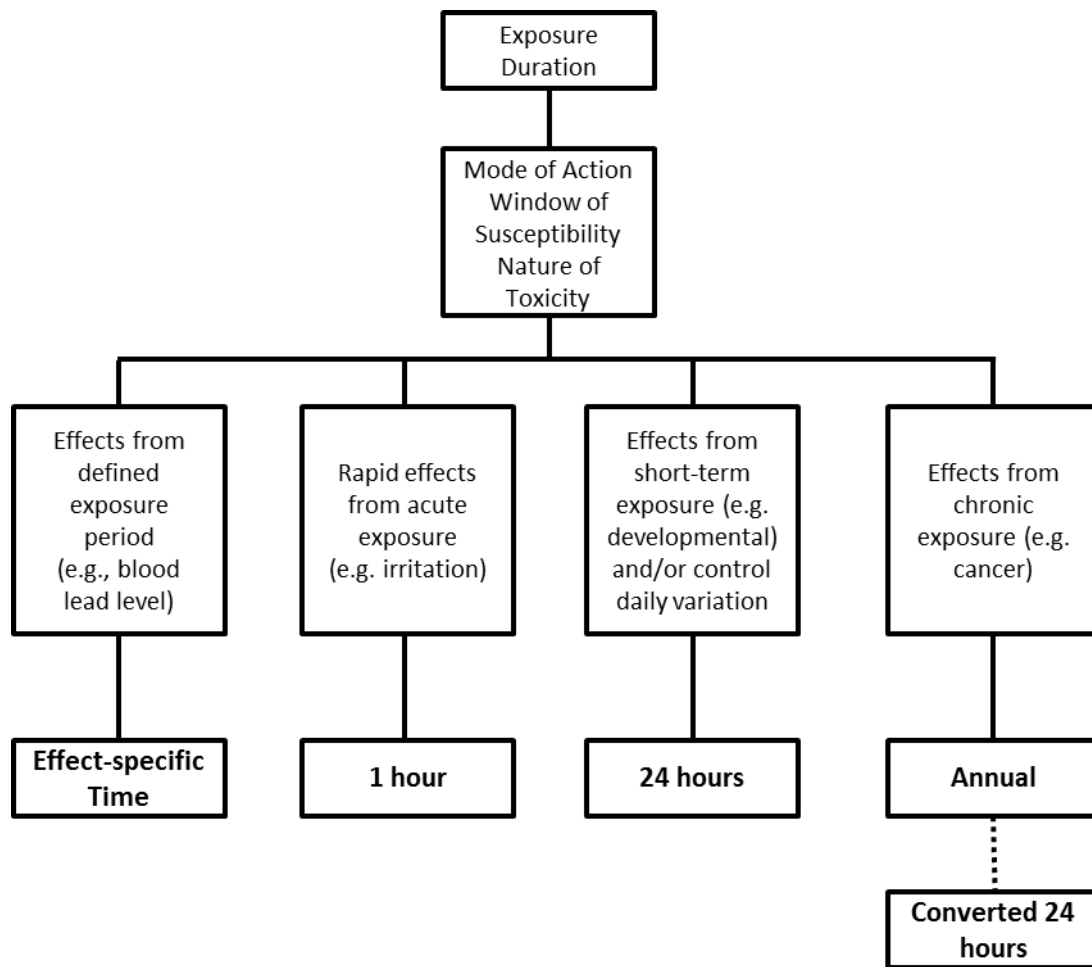 Exposure
Duration
Mode of Action
Window of
Susceptibility
Nature of
Toxicity
Effects from
defined
exposure
period
(e.g., blood
lead level)
Rapid effects
from acute
exposure
(e.g. irritation)
Effects from
short-term
exposure (e.g.
developmental)
and/or control
daily variation
Effects from
chronic
exposure (e.g.
cancer)
Effect-specific
Time
1 hour
24 hours
Annual
Converted 24
hours